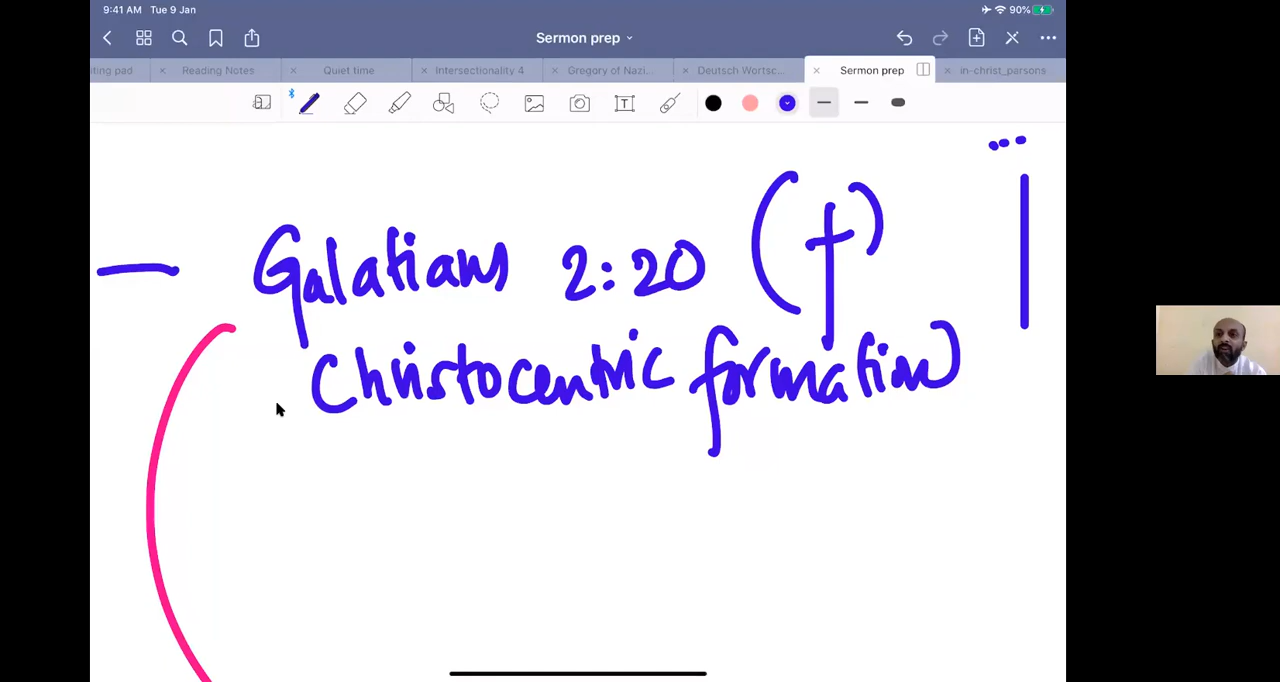 9:41 AM Tue 9 Jan
90%
Sermon prep
iting pad
Reading Notes
Quiet time
Intersectionality 4
Gregory of Nazi...
Deutsch Wortsc...
Sermon prep
in-christ_parsons
T
Galatians 2:20 (†)
Christocentric formation